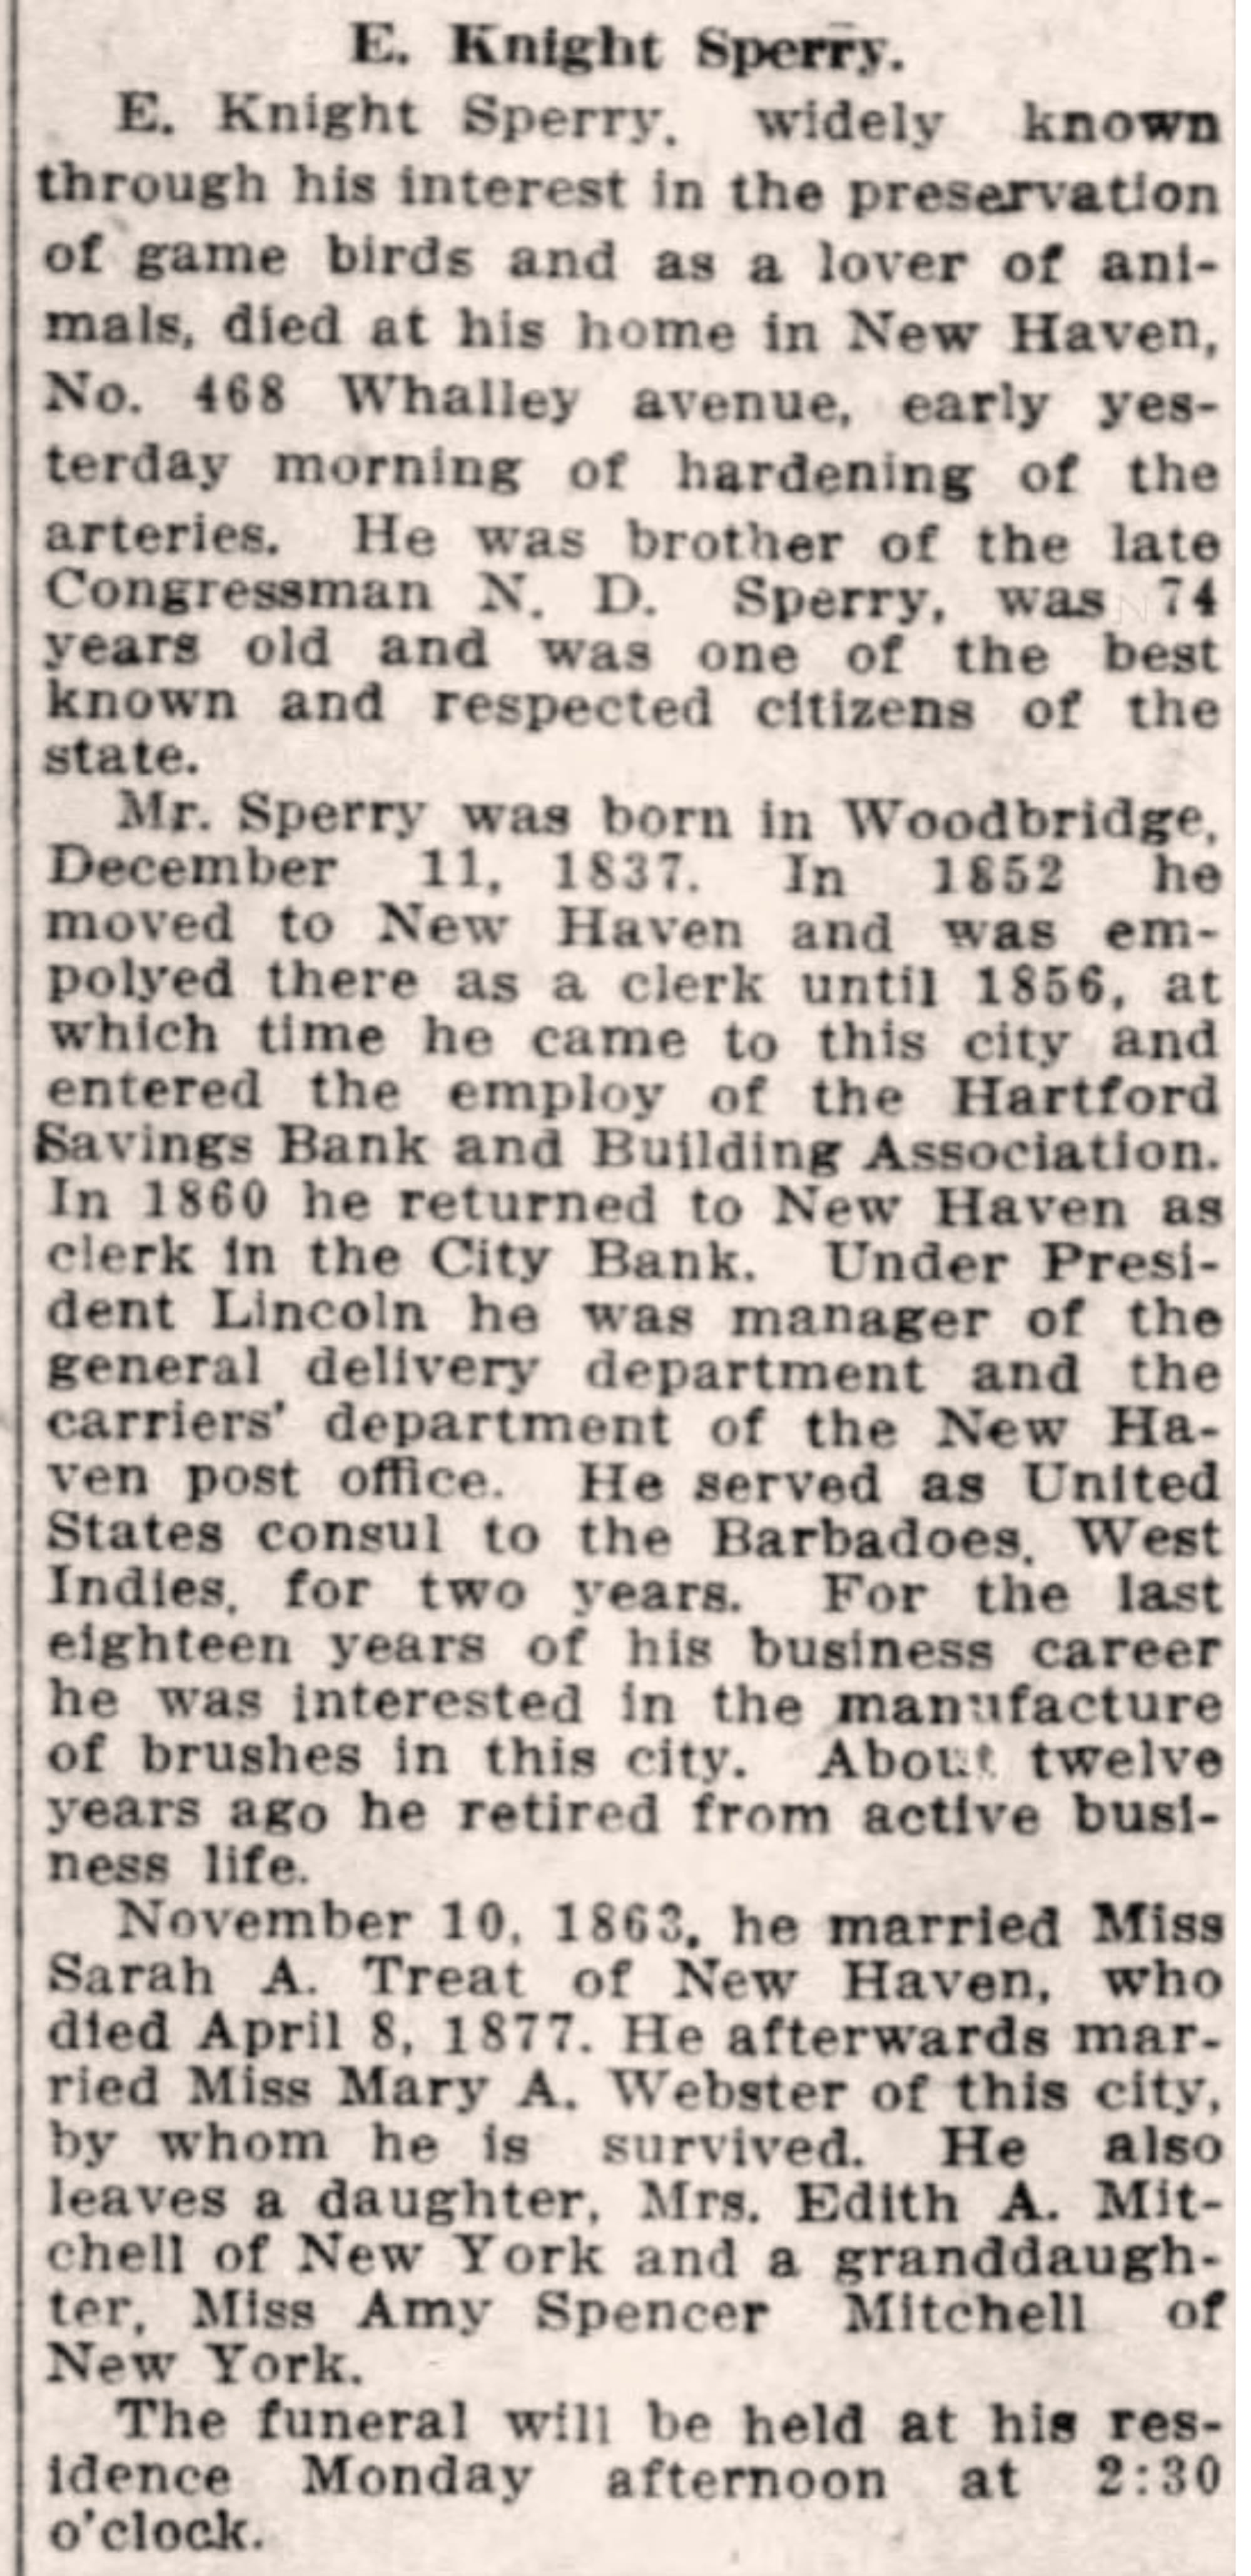 E. Knight Sperry.
E. Knight Sperry, widely known
through his interest in the preservation
of game birds and as a lover of ani-
mals, died at his home in New Haven,
No. 468 Whalley avenue, early yes-
terday morning of hardening of the
arteries. He was brother of the late
Congressman N. D. Sperry, was 74
years old and was one of the best
known and respected citizens of the
state.
Mr. Sperry was born in Woodbridge,
December 11, 1837. In 1852 he
moved to New Haven and was em-
polyed there as a clerk until 1856, at
which time he came to this city and
entered the employ of the Hartford
Savings Bank and Building Association.
In 1860 he returned to New Haven as
clerk in the City Bank. Under Presi-
dent Lincoln he was manager of the
general delivery department and the
carriers' department of the New Ha-
ven post office. He served as United
States consul to the Barbadoes, West
Indies, for two years. For the last
eighteen years of his business career
he was interested in the manufacture
of brushes in this city. About twelve
years ago he retired from active busi-
ness life.
November 10, 1863, he married Miss
Sarah A. Treat of New Haven, who
died April 8, 1877. He afterwards mar-
ried Miss Mary A. Webster of this city,
by whom he is survived. He also
leaves a daughter, Mrs. Edith A. Mit-
chell of New York and a granddaugh-
ter, Miss Amy Spencer Mitchell of
New York.
The funeral will be held at his res-
idence Monday afternoon at 2:30
o'clock.